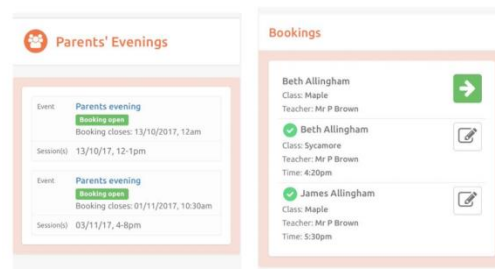 Parents' Evenings
Event Parents evening
Booking open
Booking closes: 13/10/2017, 12am
Session(s) 13/10/17, 12-1pm
Event Parents evening
Booking open
Booking closes: 01/11/2017, 10:30am
Session(s) 03/11/17, 4-8pm
Bookings
Beth Allingham
Class: Maple
Teacher: Mr P Brown
Beth Allingham
Class: Sycamore
Teacher: Mr P Brown
Time: 4:20pm
James Allingham
Class: Maple
Teacher: Mr P Brown
Time: 5:30pm